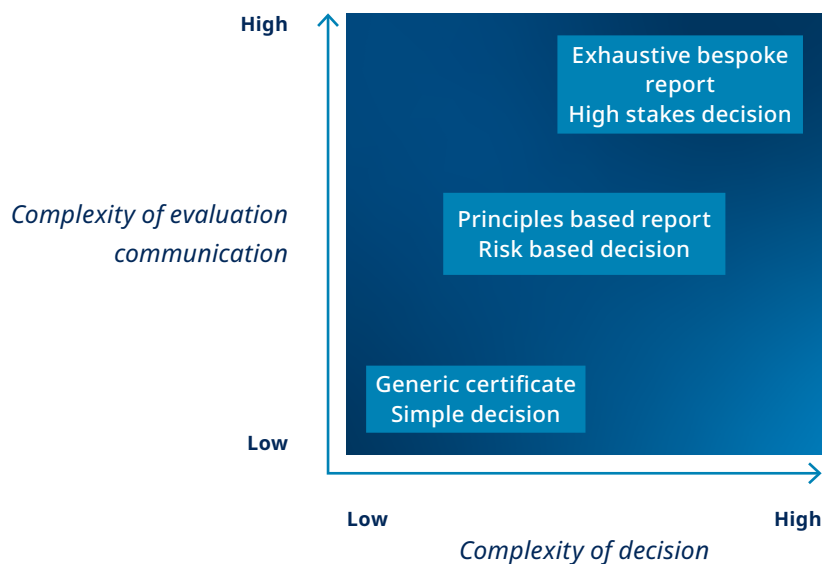 High
Exhaustive bespoke
report
High stakes decision
Complexity of evaluation
communication
Principles based report
Risk based decision
Generic certificate
Simple decision
Low
Low
High
Complexity of decision